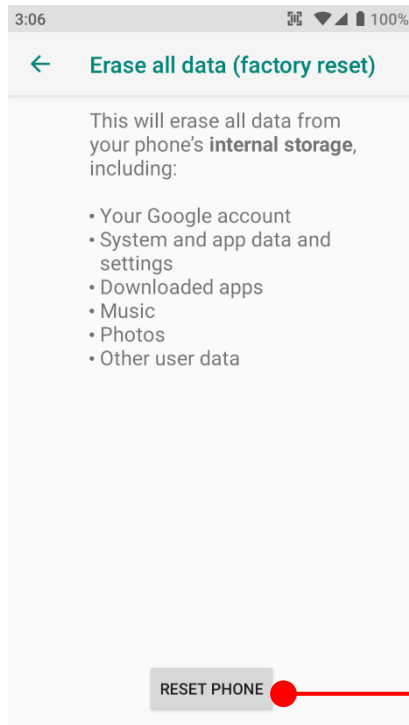 3:06 100%
Erase all data (factory reset)
This will erase all data from
your phone's internal storage,
including:
• Your Google account
• System and app data and
settings
• Downloaded apps
• Music
• Photos
• Other user data
RESET PHONE